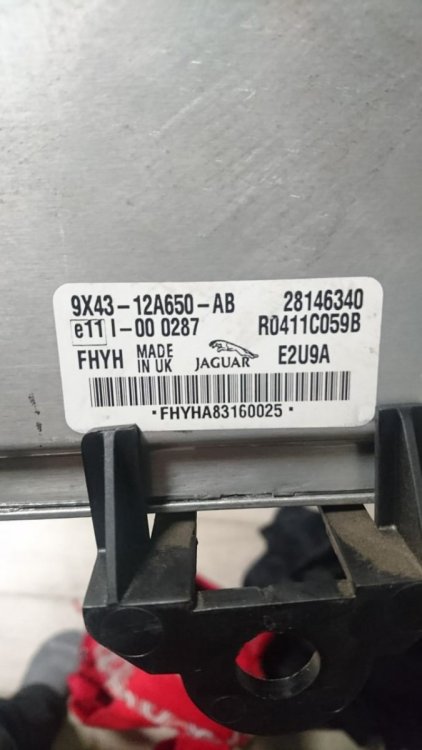 9X43-12A650-AB 28146340
e11 I-00 0287 R0411C059B
FHYH MADE IN UK JAGUAR E2U9A
*FHYHA83160025*